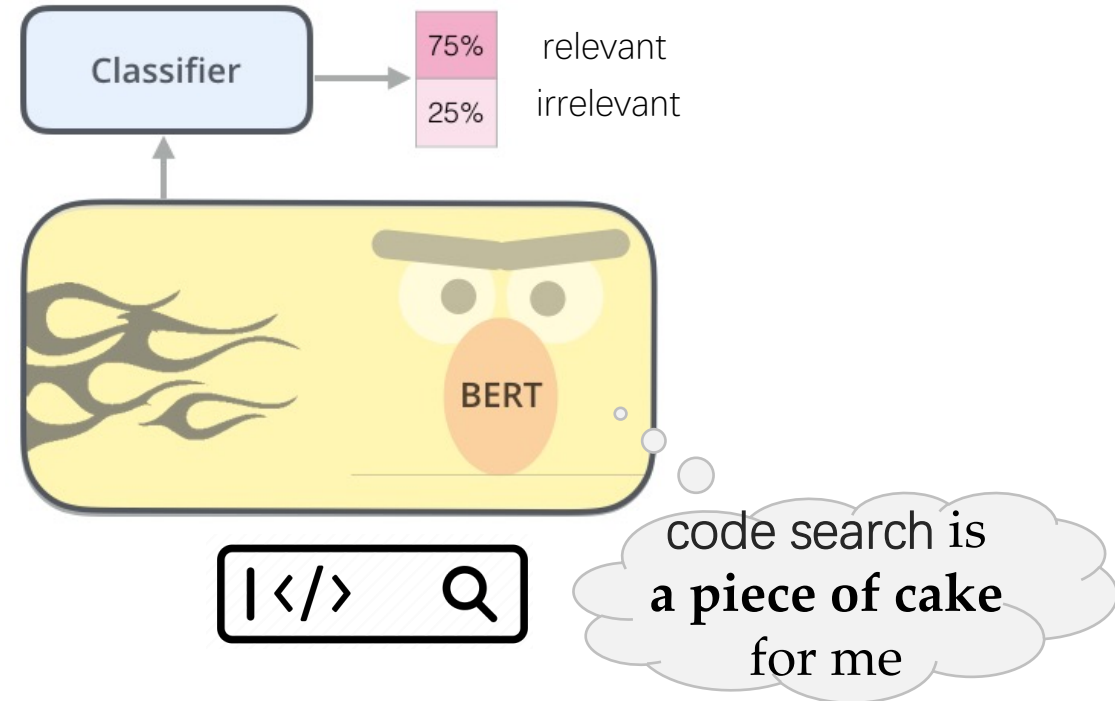 Classifier
75% relevant
25% irrelevant
BERT
|</>
code search is
a piece of cake
for me